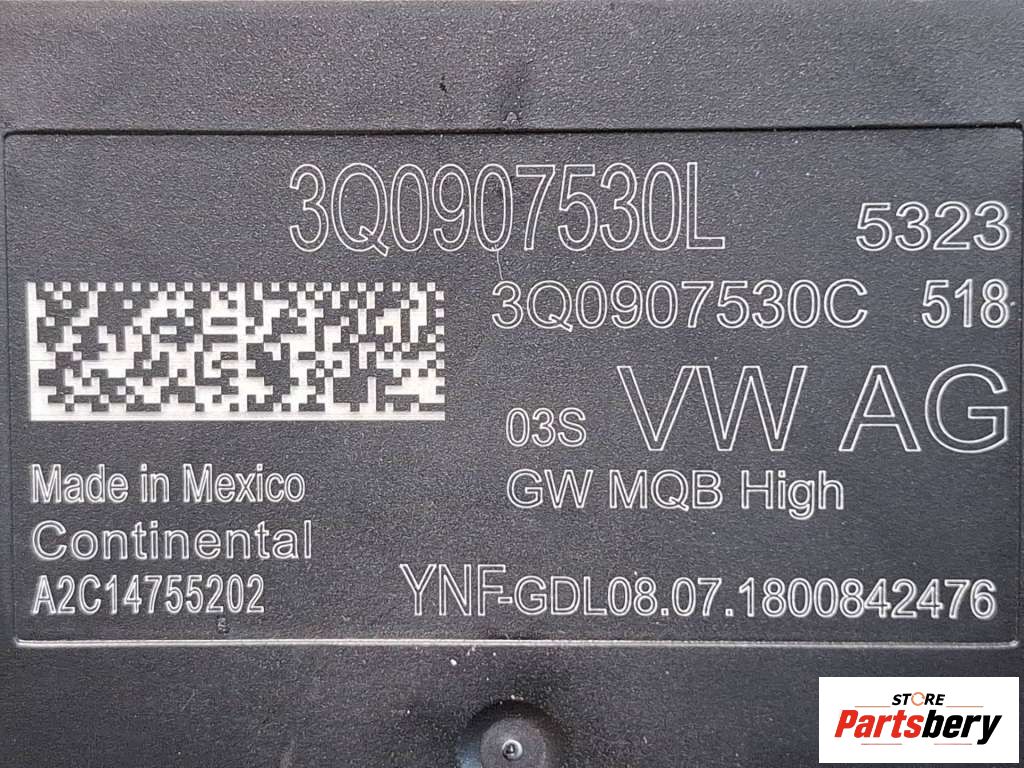 3Q0907530L
5323
3Q0907530C 518
03S VW AG
GW MQB High
Made in Mexico
Continental
A2C14755202
YNF-GDL08.07.1800842476
STORE
Partsbery